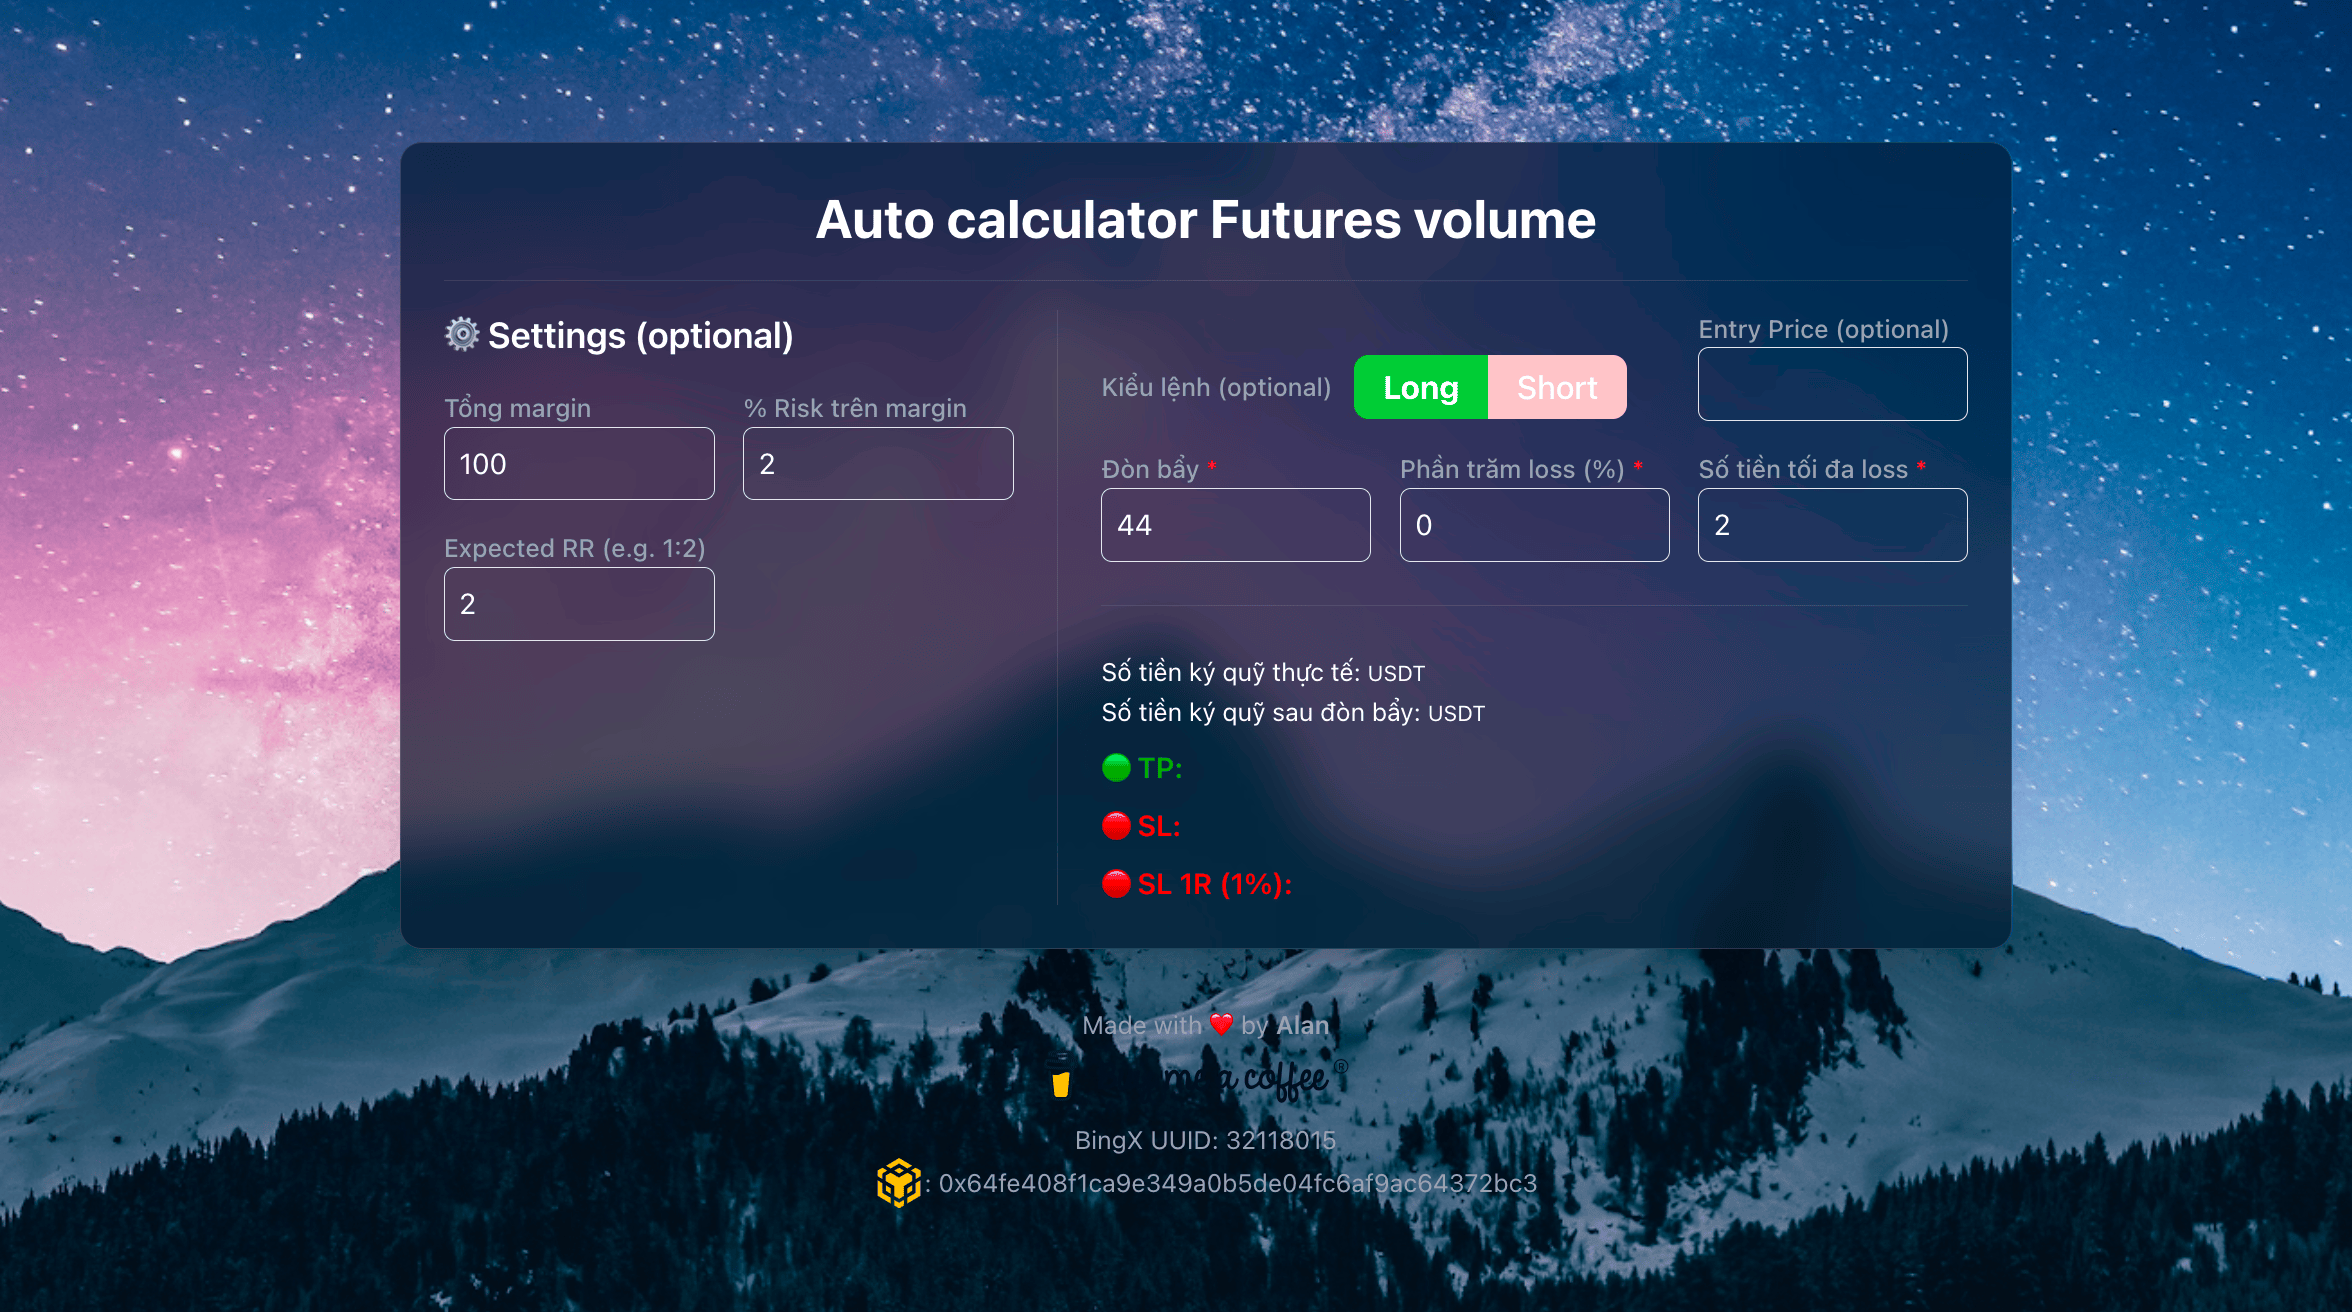 Auto calculator Futures volume
Settings (optional)
Tổng margin
100
% Risk trên margin
2
Expected RR (e.g. 1:2)
2
Kiểu lệnh (optional)
Long
Short
Entry Price (optional)
Đòn bẩy *
44
Phần trăm loss (%) *
0
Số tiền tối đa loss *
2
Số tiền ký quỹ thực tế: USDT
Số tiền ký quỹ sau đòn bẩy: USDT
TP:
SL:
SL 1R (1%):
Made with ❤️ by Alan
me a coffee ®
BingX UUID: 32118015
: 0x64fe408f1ca9e349a0b5de04fc6af9ac64372bc3